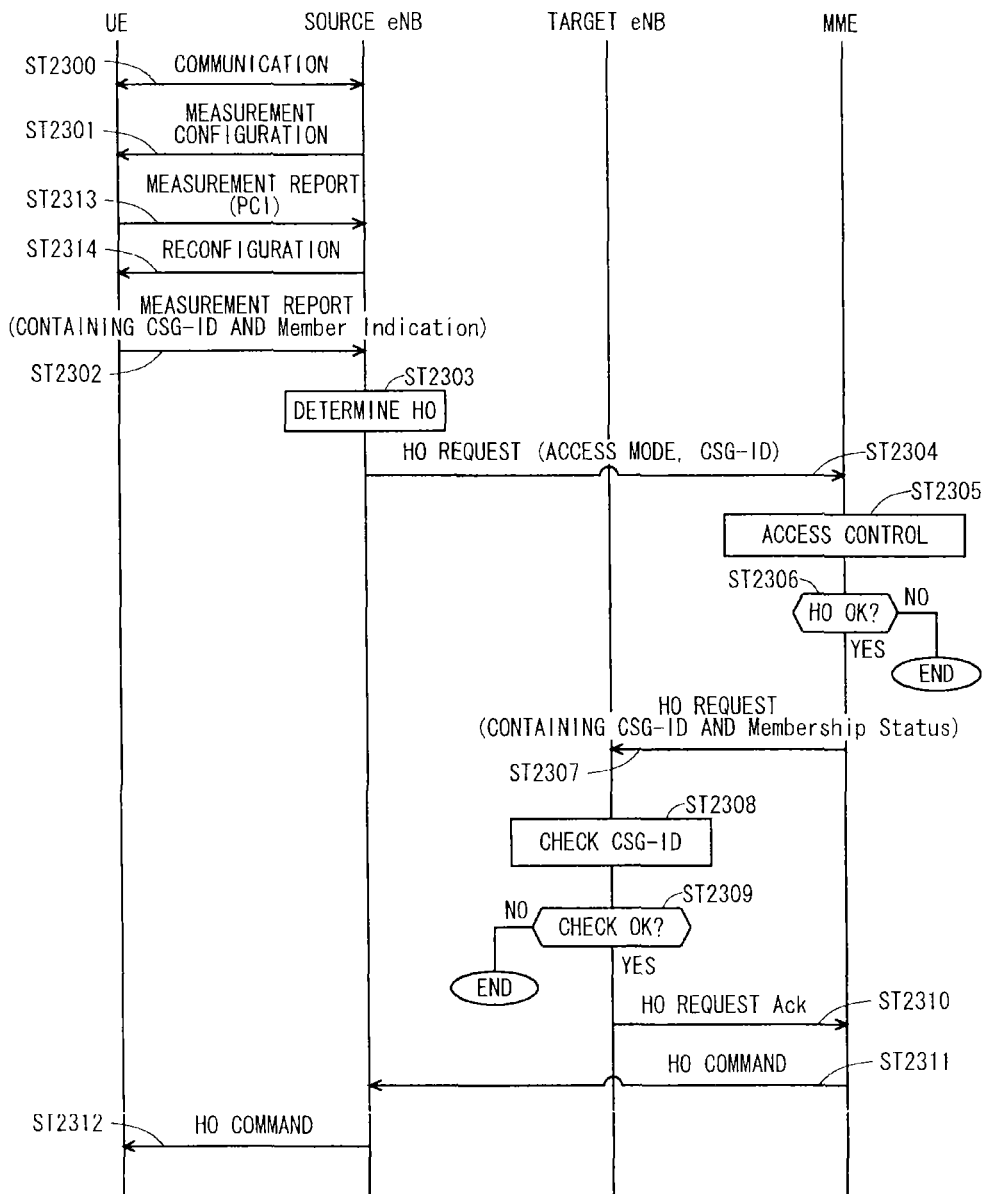 UE SOURCE eNB TARGET eNB MME
ST2300 COMMUNICATION
MEASUREMENT
ST2301 CONFIGURATION
MEASUREMENT REPORT
ST2313 (PCI)
ST2314 RECONFIGURATION
MEASUREMENT REPORT
(CONTAINING CSG-ID AND Member Indication)
ST2302
ST2303
DETERMINE HO
HO REQUEST (ACCESS MODE, CSG-ID) ST2304
ST2305
ACCESS CONTROL
ST2306
HO OK? NO
YES
END
HO REQUEST
(CONTAINING CSG-ID AND Membership Status)
ST2307
ST2308
CHECK CSG-ID
ST2309
NO CHECK OK?
YES
END
HO REQUEST Ack ST2310
HO COMMAND ST2311
ST2312 HO COMMAND